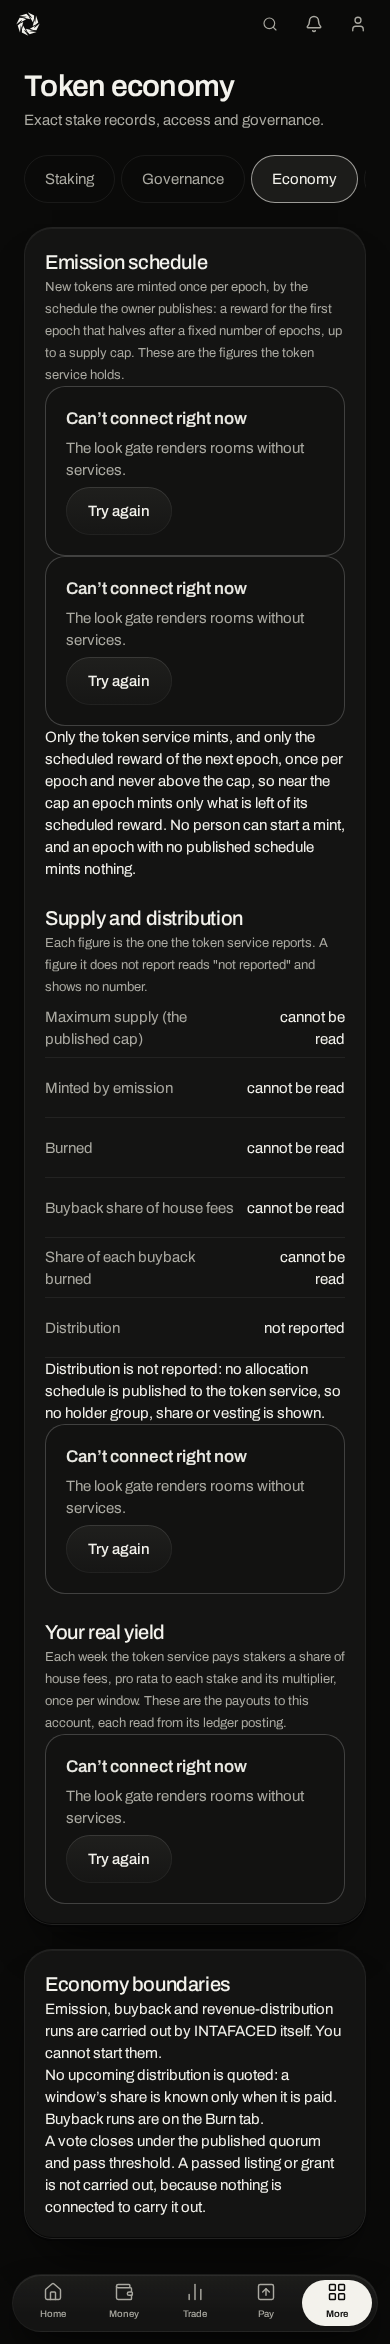 Token economy
Exact stake records, access and governance.
Staking
Governance
Economy
Emission schedule
New tokens are minted once per epoch, by the
schedule the owner publishes: a reward for the first
epoch that halves after a fixed number of epochs, up
to a supply cap. These are the figures the token
service holds.
Can’t connect right now
The look gate renders rooms without
services.
Try again
Can’t connect right now
The look gate renders rooms without
services.
Try again
Only the token service mints, and only the
scheduled reward of the next epoch, once per
epoch and never above the cap, so near the
cap an epoch mints only what is left of its
scheduled reward. No person can start a mint,
and an epoch with no published schedule
mints nothing.
Supply and distribution
Each figure is the one the token service reports. A
figure it does not report reads "not reported" and
shows no number.
Maximum supply (the
published cap)
cannot be
read
Minted by emission
cannot be read
Burned
cannot be read
Buyback share of house fees
cannot be read
Share of each buyback
burned
cannot be
read
Distribution
not reported
Distribution is not reported: no allocation
schedule is published to the token service, so
no holder group, share or vesting is shown.
Can’t connect right now
The look gate renders rooms without
services.
Try again
Your real yield
Each week the token service pays stakers a share of
house fees, pro rata to each stake and its multiplier,
once per window. These are the payouts to this
account, each read from its ledger posting.
Can’t connect right now
The look gate renders rooms without
services.
Try again
Economy boundaries
Emission, buyback and revenue-distribution
runs are carried out by INTAFACED itself. You
cannot start them.
No upcoming distribution is quoted: a
window’s share is known only when it is paid.
Buyback runs are on the Burn tab.
A vote closes under the published quorum
and pass threshold. A passed listing or grant
is not carried out, because nothing is
connected to carry it out.
Home
Money
Trade
Pay
More